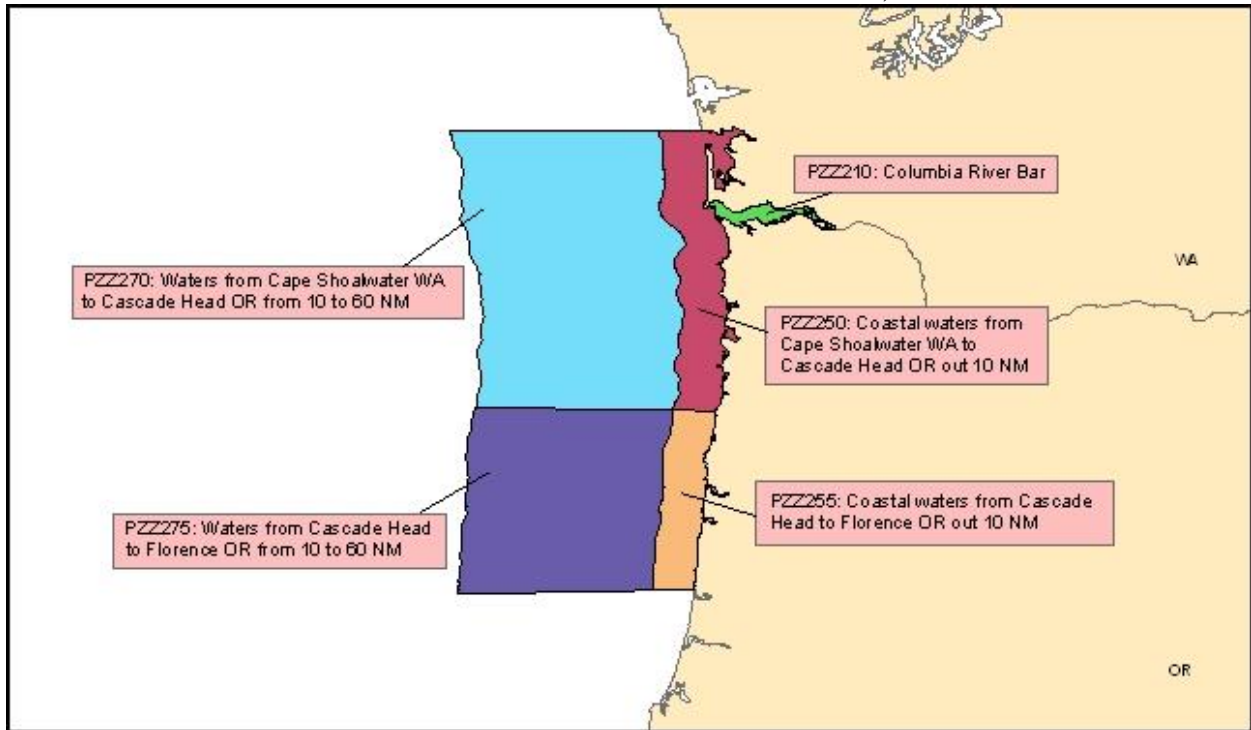 PZZ210: Columbia River Bar
WA
PZZ270: Waters from Cape Shoalwater WA
to Cascade Head OR from 10 to 60 NM
PZZ250: Coastal waters from
Cape Shoalwater WA to
Cascade Head OR out 10 NM
PZZ275: Waters from Cascade Head
to Florence OR from 10 to 60 NM
PZZ255: Coastal waters from Cascade
Head to Florence OR out 10 NM
OR